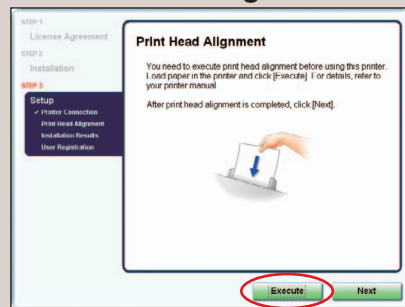 STEP 1
License Agreement
STEP 2
Installation
STEP 3
Setup
Printer Connection
Print Head Alignment
Installation Results
User Registration
Print Head Alignment
You need to execute print head alignment before using this printer.
Load paper in the printer and click [Execute]. For details, refer to
your printer manual
After print head alignment is completed, click [Next].
Execute
Next